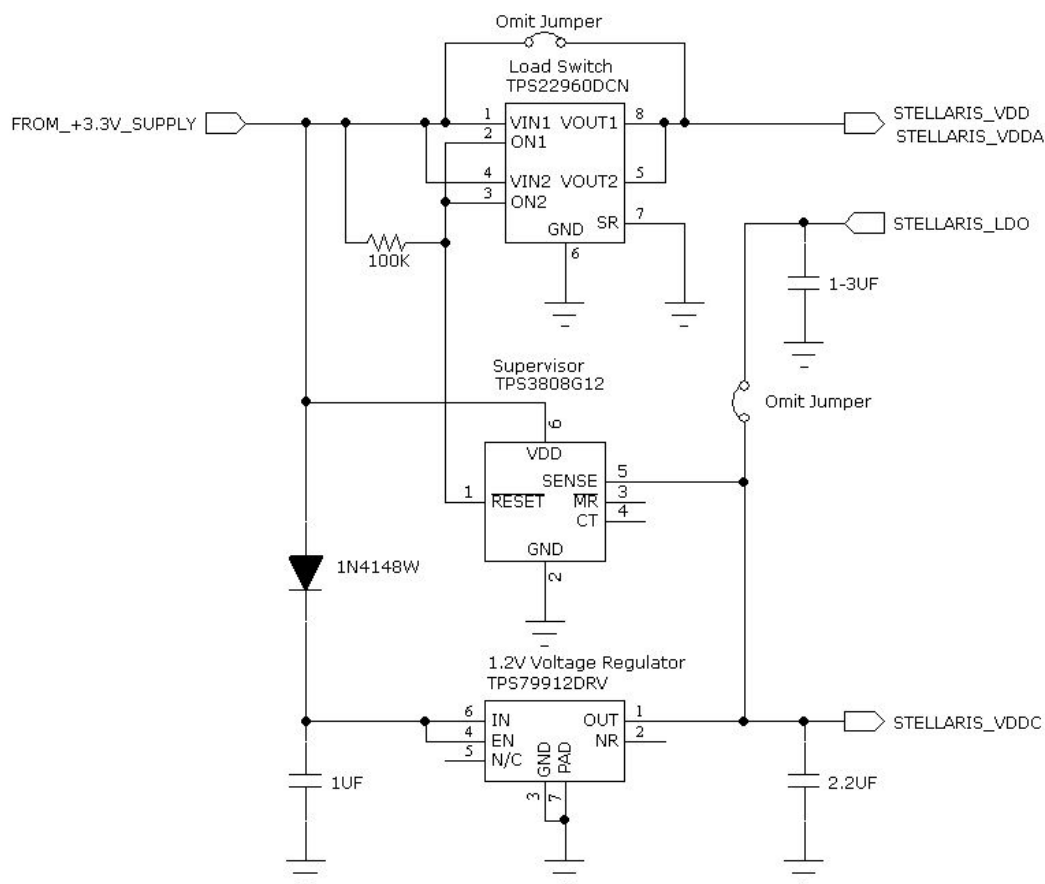 Omit Jumper
Load Switch
TPS22960DCN
FROM_+3.3V_SUPPLY
1 VIN1 VOUT1 8
2 ON1
4 VIN2 VOUT2 5
3 ON2
SR 7
GND
6
STELLARIS_VDD
STELLARIS_VDDA
STELLARIS_LDO
100K
1-3UF
Supervisor
TPS3808G12
Omit Jumper
6
VDD
SENSE 5
1 RESET MR 3
CT 4
GND
2
1N4148W
1.2V Voltage Regulator
TPS79912DRV
6 IN OUT 1
4 EN NR 2
5 N/C
GND PAD
3 7
STELLARIS_VDDC
1UF
2.2UF